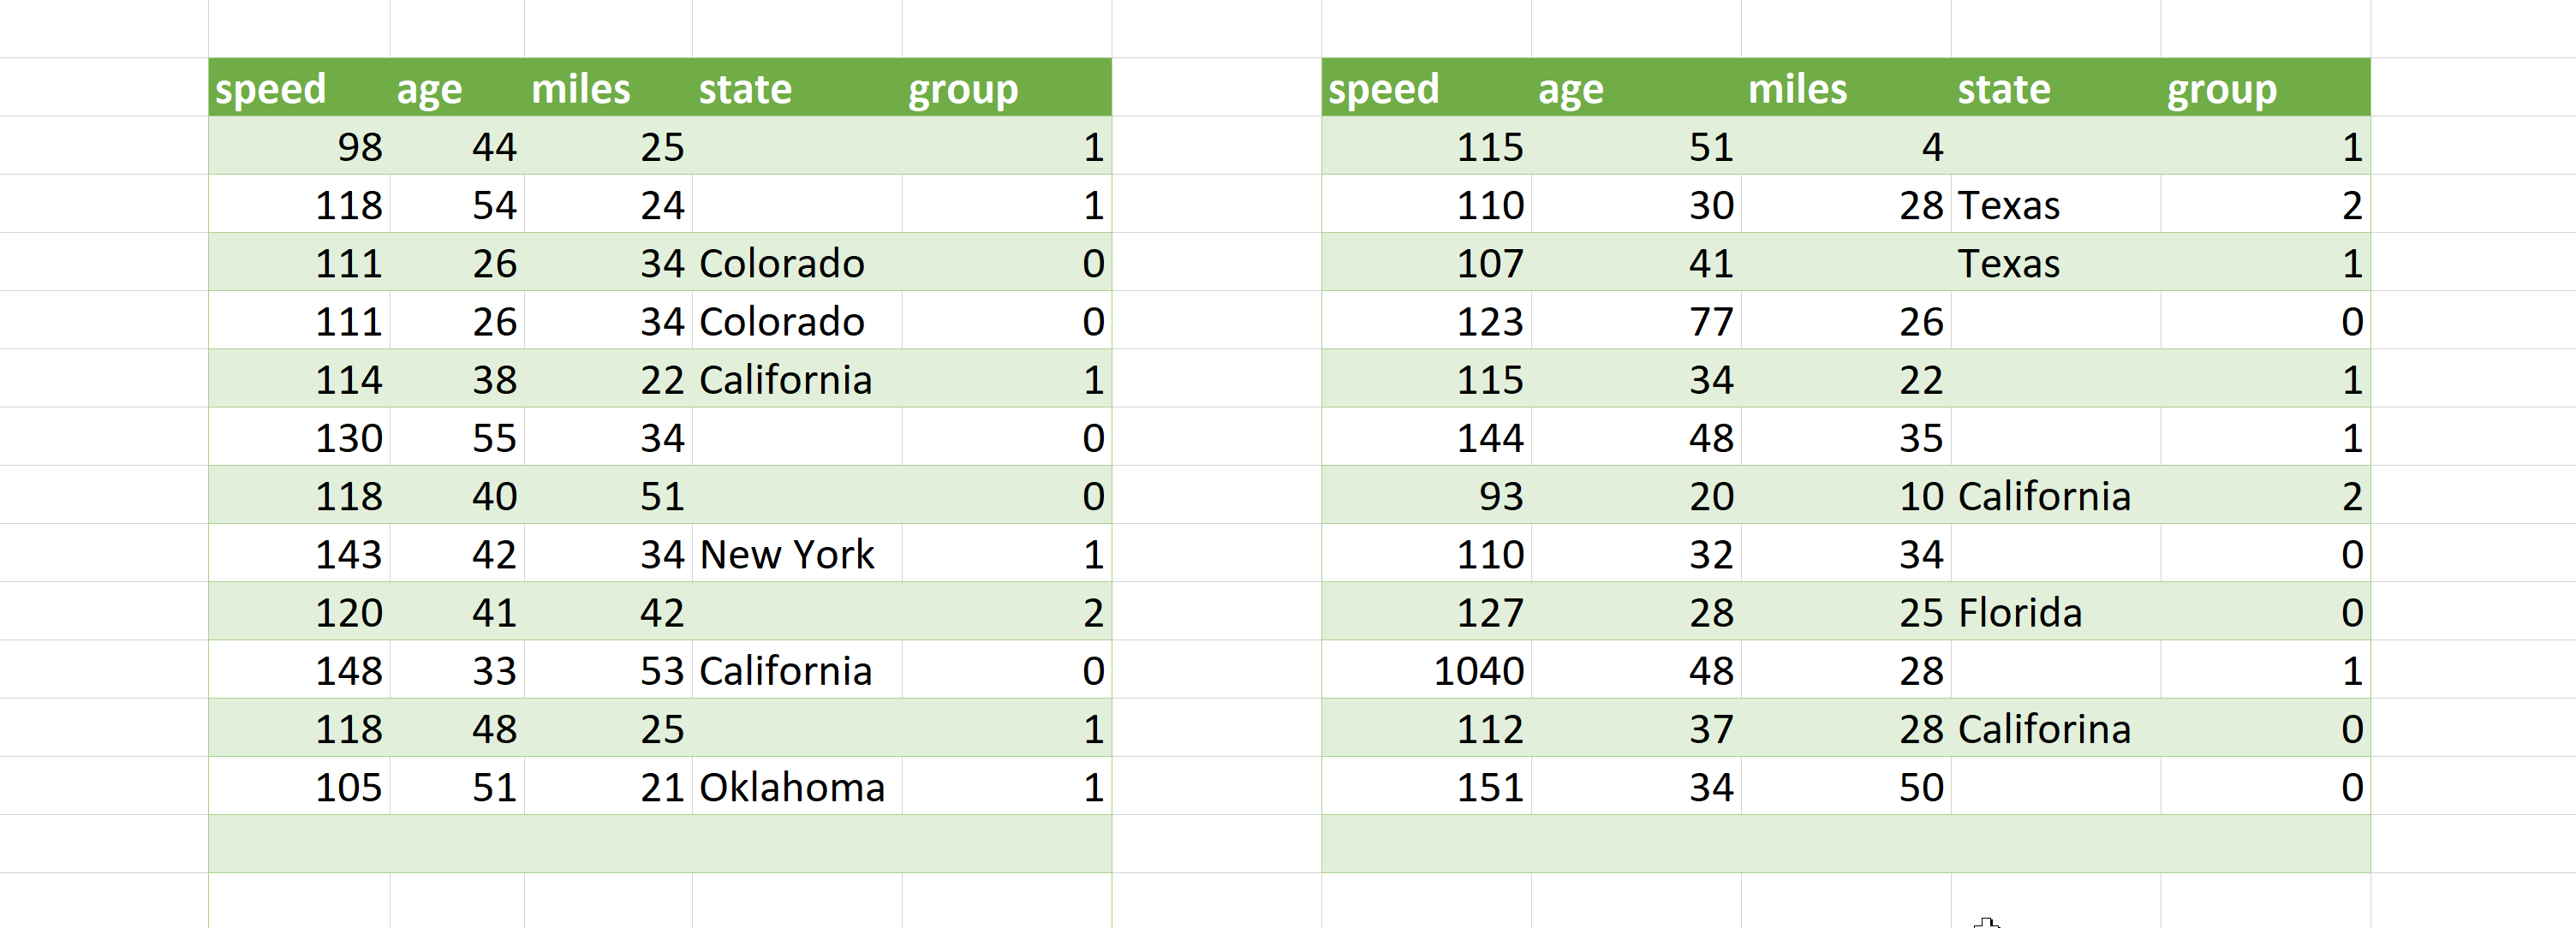 speed age miles state group speed age miles state group
98 44 25 1 115 51 4 1
118 54 24 1 110 30 28 Texas 2
111 26 34 Colorado 0 107 41 Texas 1
111 26 34 Colorado 0 123 77 26 0
114 38 22 California 1 115 34 22 1
130 55 34 0 144 48 35 1
118 40 51 0 93 20 10 California 2
143 42 34 New York 1 110 32 34 0
120 41 42 2 127 28 25 Florida 0
148 33 53 California 0 1040 48 28 1
118 48 25 1 112 37 28 Califorina 0
105 51 21 Oklahoma 1 151 34 50 0